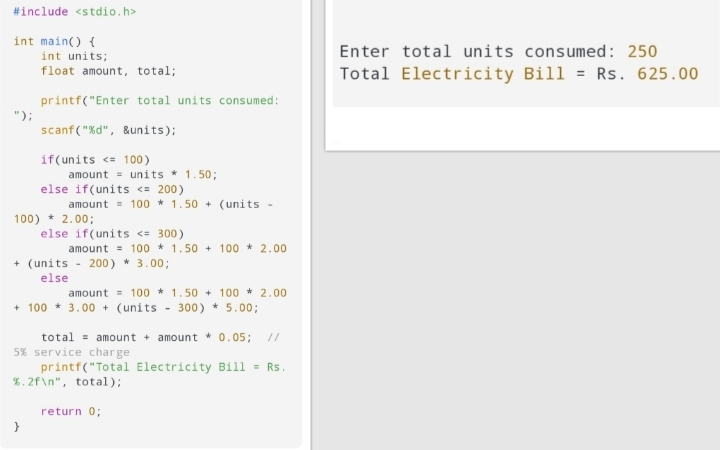 #include <stdio.h>
int main() {
int units;
float amount, total;
printf("Enter total units consumed:
");
scanf("%d", &units);
if(units <= 100)
amount = units * 1.50;
else if(units <= 200)
amount = 100 * 1.50 + (units -
100) * 2.00;
else if(units <= 300)
amount = 100 * 1.50 + 100 * 2.00
+ (units - 200) * 3.00;
else
amount = 100 * 1.50 + 100 * 2.00
+ 100 * 3.00 + (units - 300) * 5.00;
total = amount + amount * 0.05; //
5% service charge
printf("Total Electricity Bill = Rs.
%.2f\n", total);
return 0;
}
Enter total units consumed: 250
Total Electricity Bill = Rs. 625.00